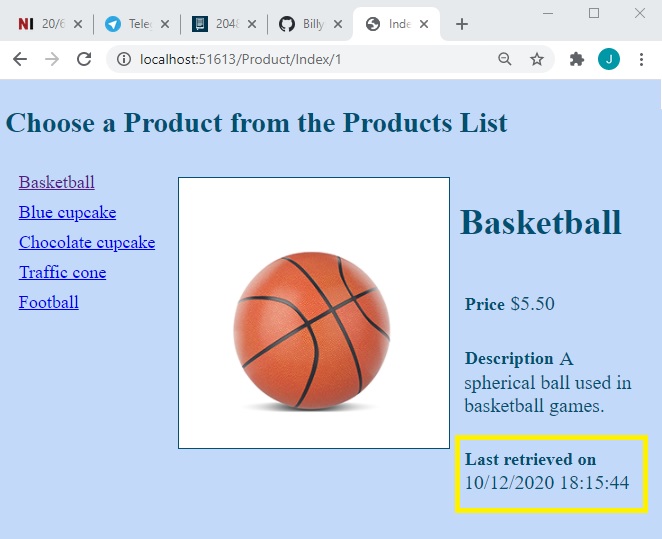 20/6
Tele
2048
Billy
Inde
localhost:51613/Product/Index/1
J
Choose a Product from the Products List
Basketball
Blue cupcake
Chocolate cupcake
Traffic cone
Football
Basketball
Price $5.50
Description A
spherical ball used in
basketball games.
Last retrieved on
10/12/2020 18:15:44